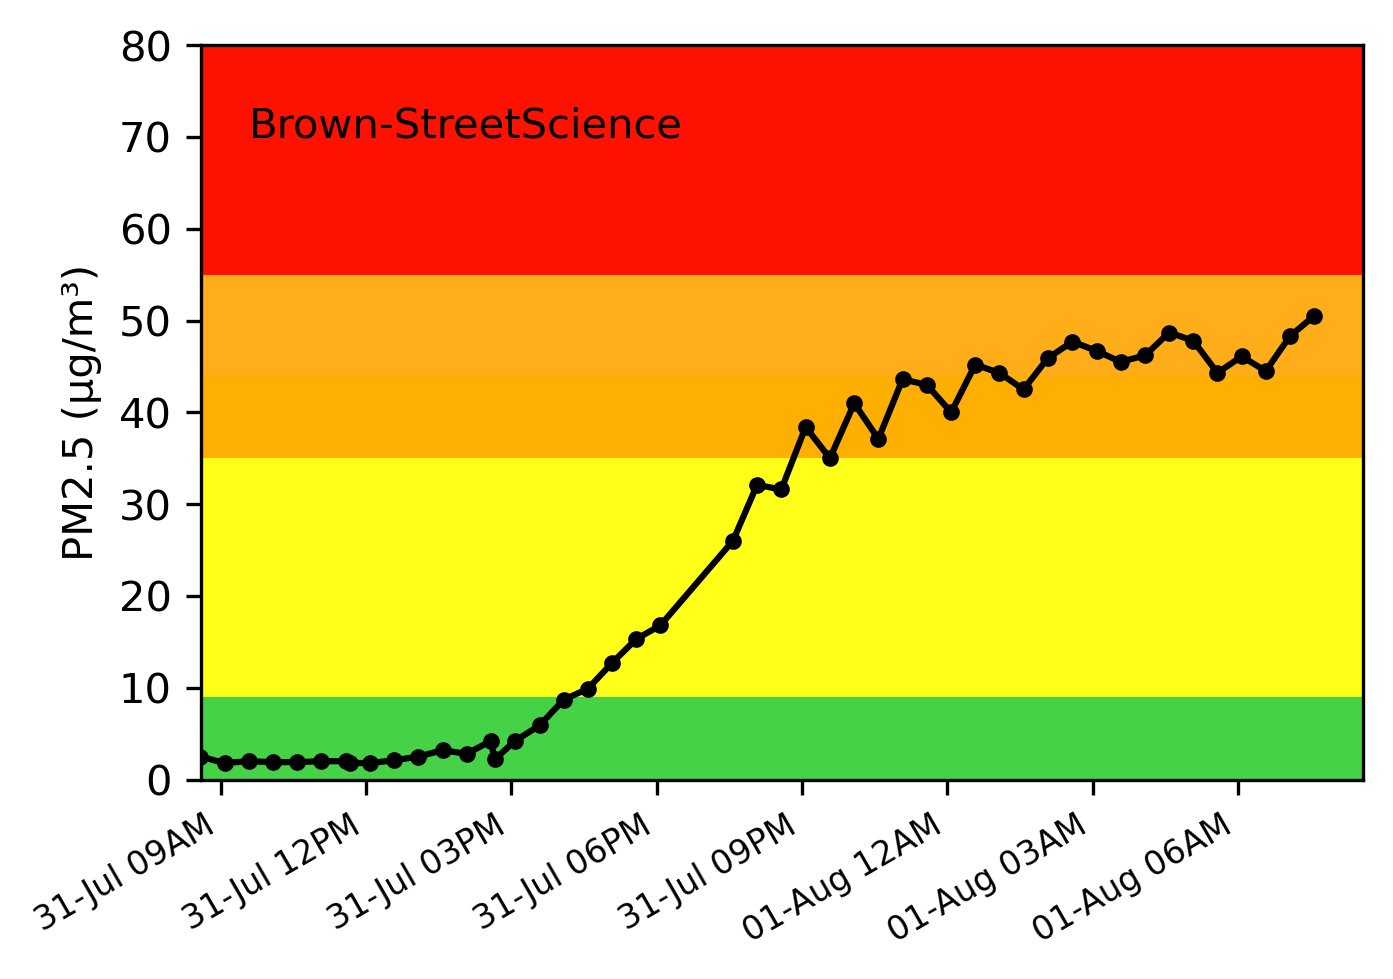 80
Brown-StreetScience
70
60
50
40
30
20
10
0
PM2.5 (µg/m³)
31-Jul 09AM
31-Jul 12PM
31-Jul 03PM
31-Jul 06PM
31-Jul 09PM
01-Aug 12AM
01-Aug 03AM
01-Aug 06AM